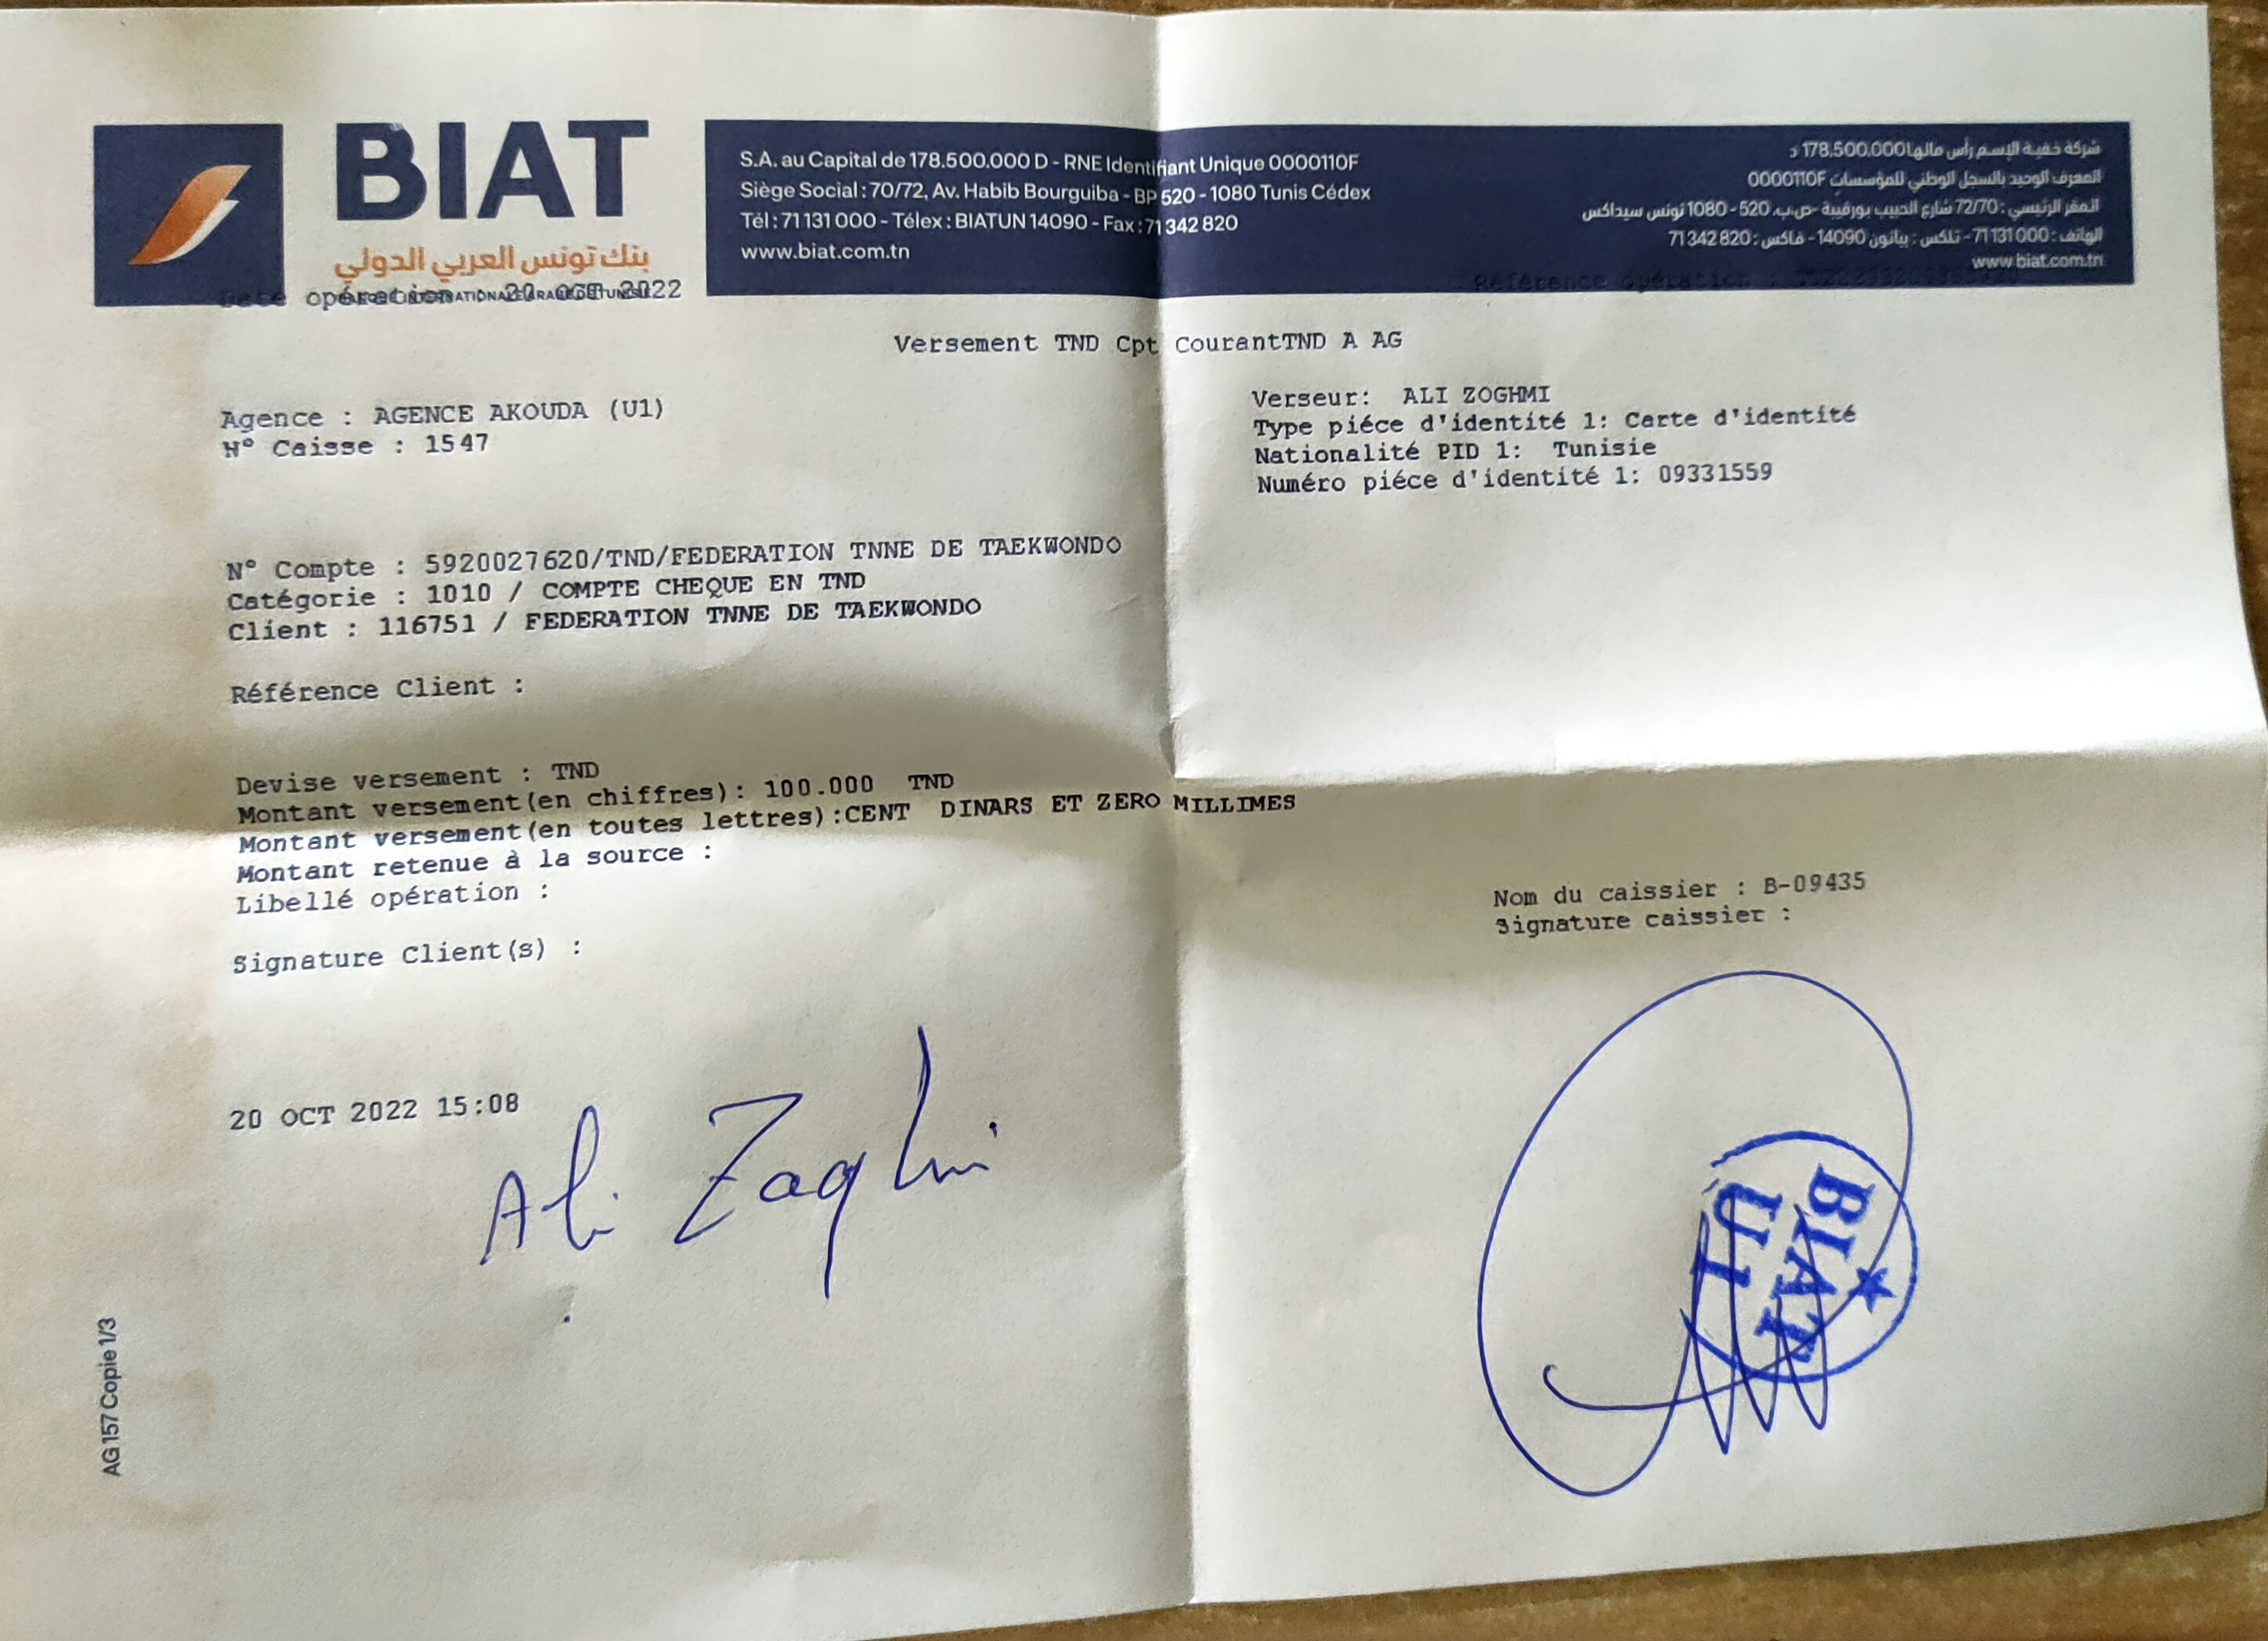 BIAT
بنك تونس العربي الدولي
S.A. au Capital de 178.500.000 D - RNE Identifiant Unique 0000110F
Siège Social : 70/72, Av. Habib Bourguiba - BP 520 - 1080 Tunis Cédex
Tél : 71 131 000 - Télex : BIATUN 14090 - Fax : 71 342 820
www.biat.com.tn
شركة خفية الإسم رأس مالها 178.500.000 د
المعرف الوحيد بالسجل الوطني للمؤسسات 0000110F
المقر الرئيسي : 72/70 شارع الحبيب بورقيبة -ص.ب. 520 - 1080 تونس سيداكس
الهاتف : 71 131 000 - تلكس : بياتون 14090 - فاكس : 71 342 820
www.biat.com.tn
Date opération : 20 OCT 2022
Référence opération :
Versement TND Cpt CourantTND A AG
Agence : AGENCE AKOUDA (U1)
N° Caisse : 1547
Verseur: ALI ZOGHMI
Type piéce d'identité 1: Carte d'identité
Nationalité PID 1: Tunisie
Numéro piéce d'identité 1: 09331559
N° Compte : 5920027620/TND/FEDERATION TNNE DE TAEKWONDO
Catégorie : 1010 / COMPTE CHEQUE EN TND
Client : 116751 / FEDERATION TNNE DE TAEKWONDO
Référence Client :
Devise versement : TND
Montant versement(en chiffres): 100.000 TND
Montant versement(en toutes lettres):CENT DINARS ET ZERO MILLIMES
Montant retenue à la source :
Libellé opération :
Nom du caissier : B-09435
Signature caissier :
Signature Client(s) :
20 OCT 2022 15:08
Ali Zaghmi
BIAT
U1
AG 157 Copie 1/3